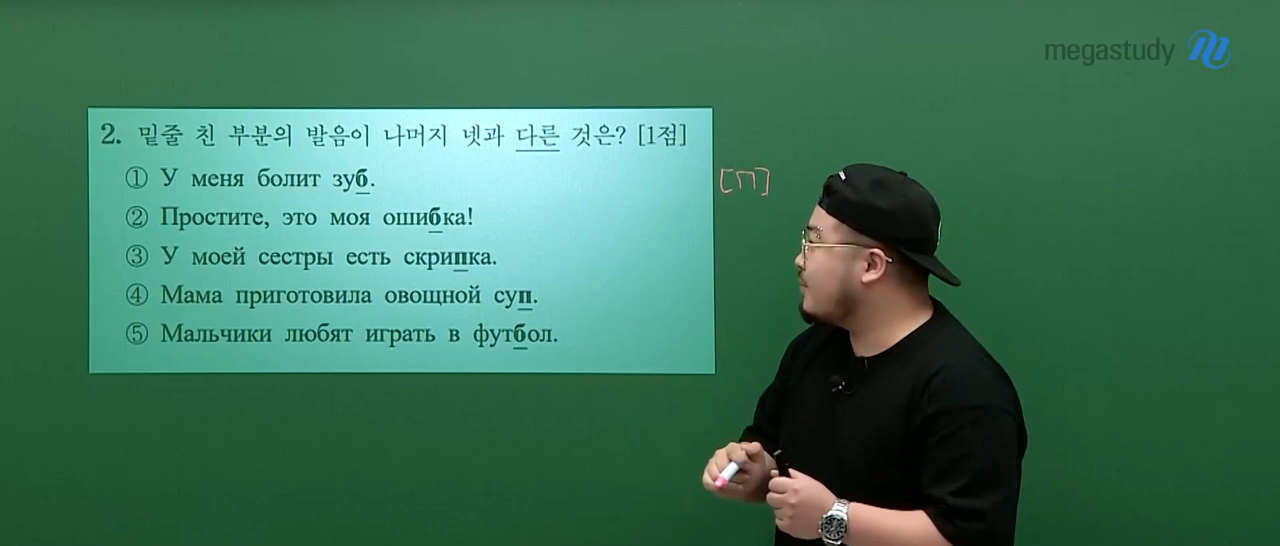 megastudy
2. 밑줄 친 부분의 발음이 나머지 넷과 다른 것은? [1점]
① У меня болит зуб.
[п]
② Простите, это моя ошибка!
③ У моей сестры есть скрипка.
④ Мама приготовила овощной суп.
⑤ Мальчики любят играть в футбол.